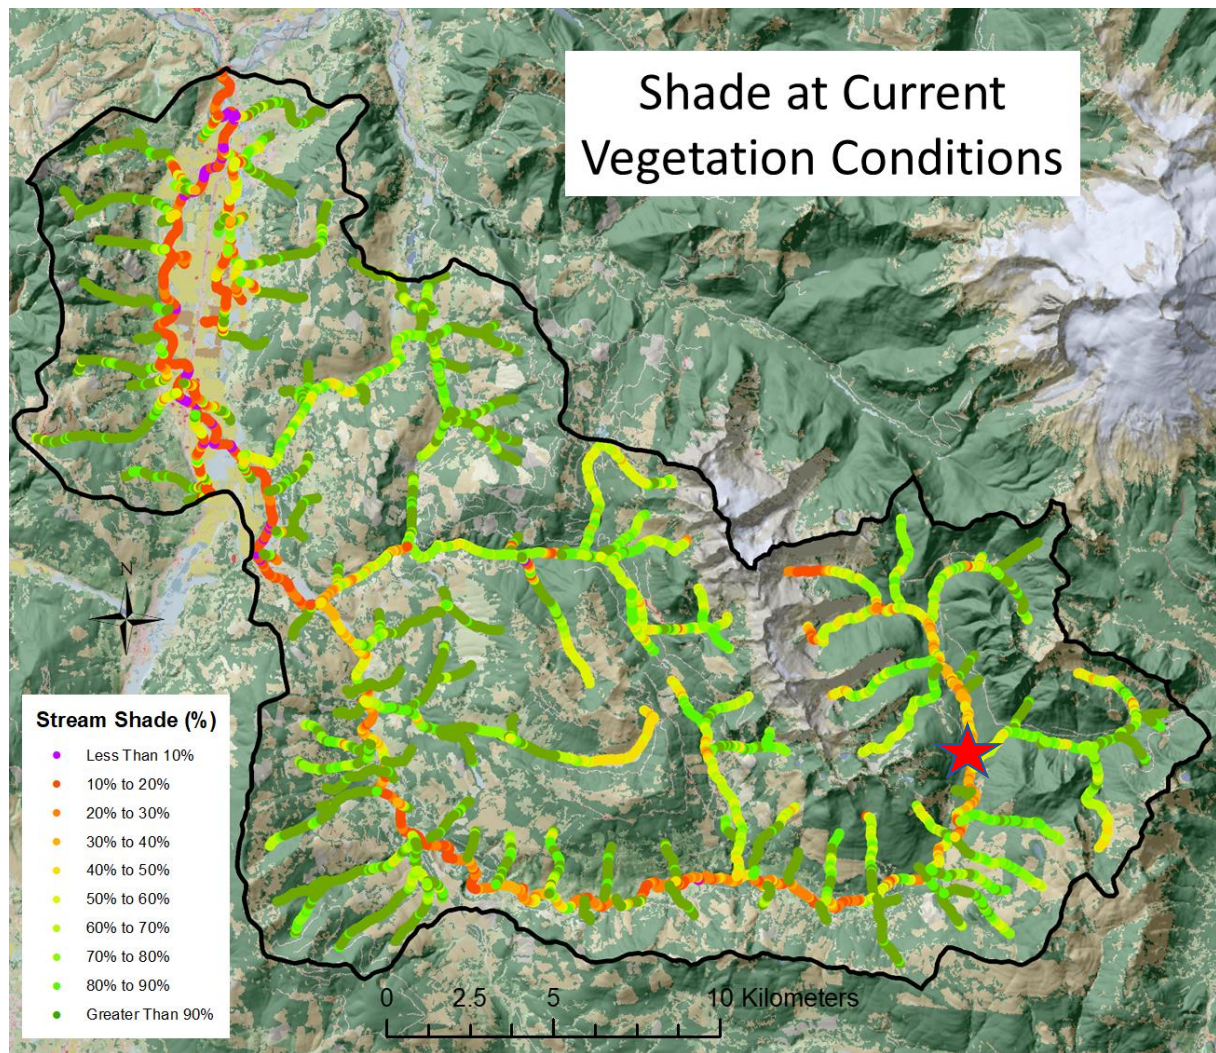 Shade at Current
Vegetation Conditions
N
Stream Shade (%)
Less Than 10%
10% to 20%
20% to 30%
30% to 40%
40% to 50%
50% to 60%
60% to 70%
70% to 80%
80% to 90%
Greater Than 90%
0 2.5 5 10 Kilometers